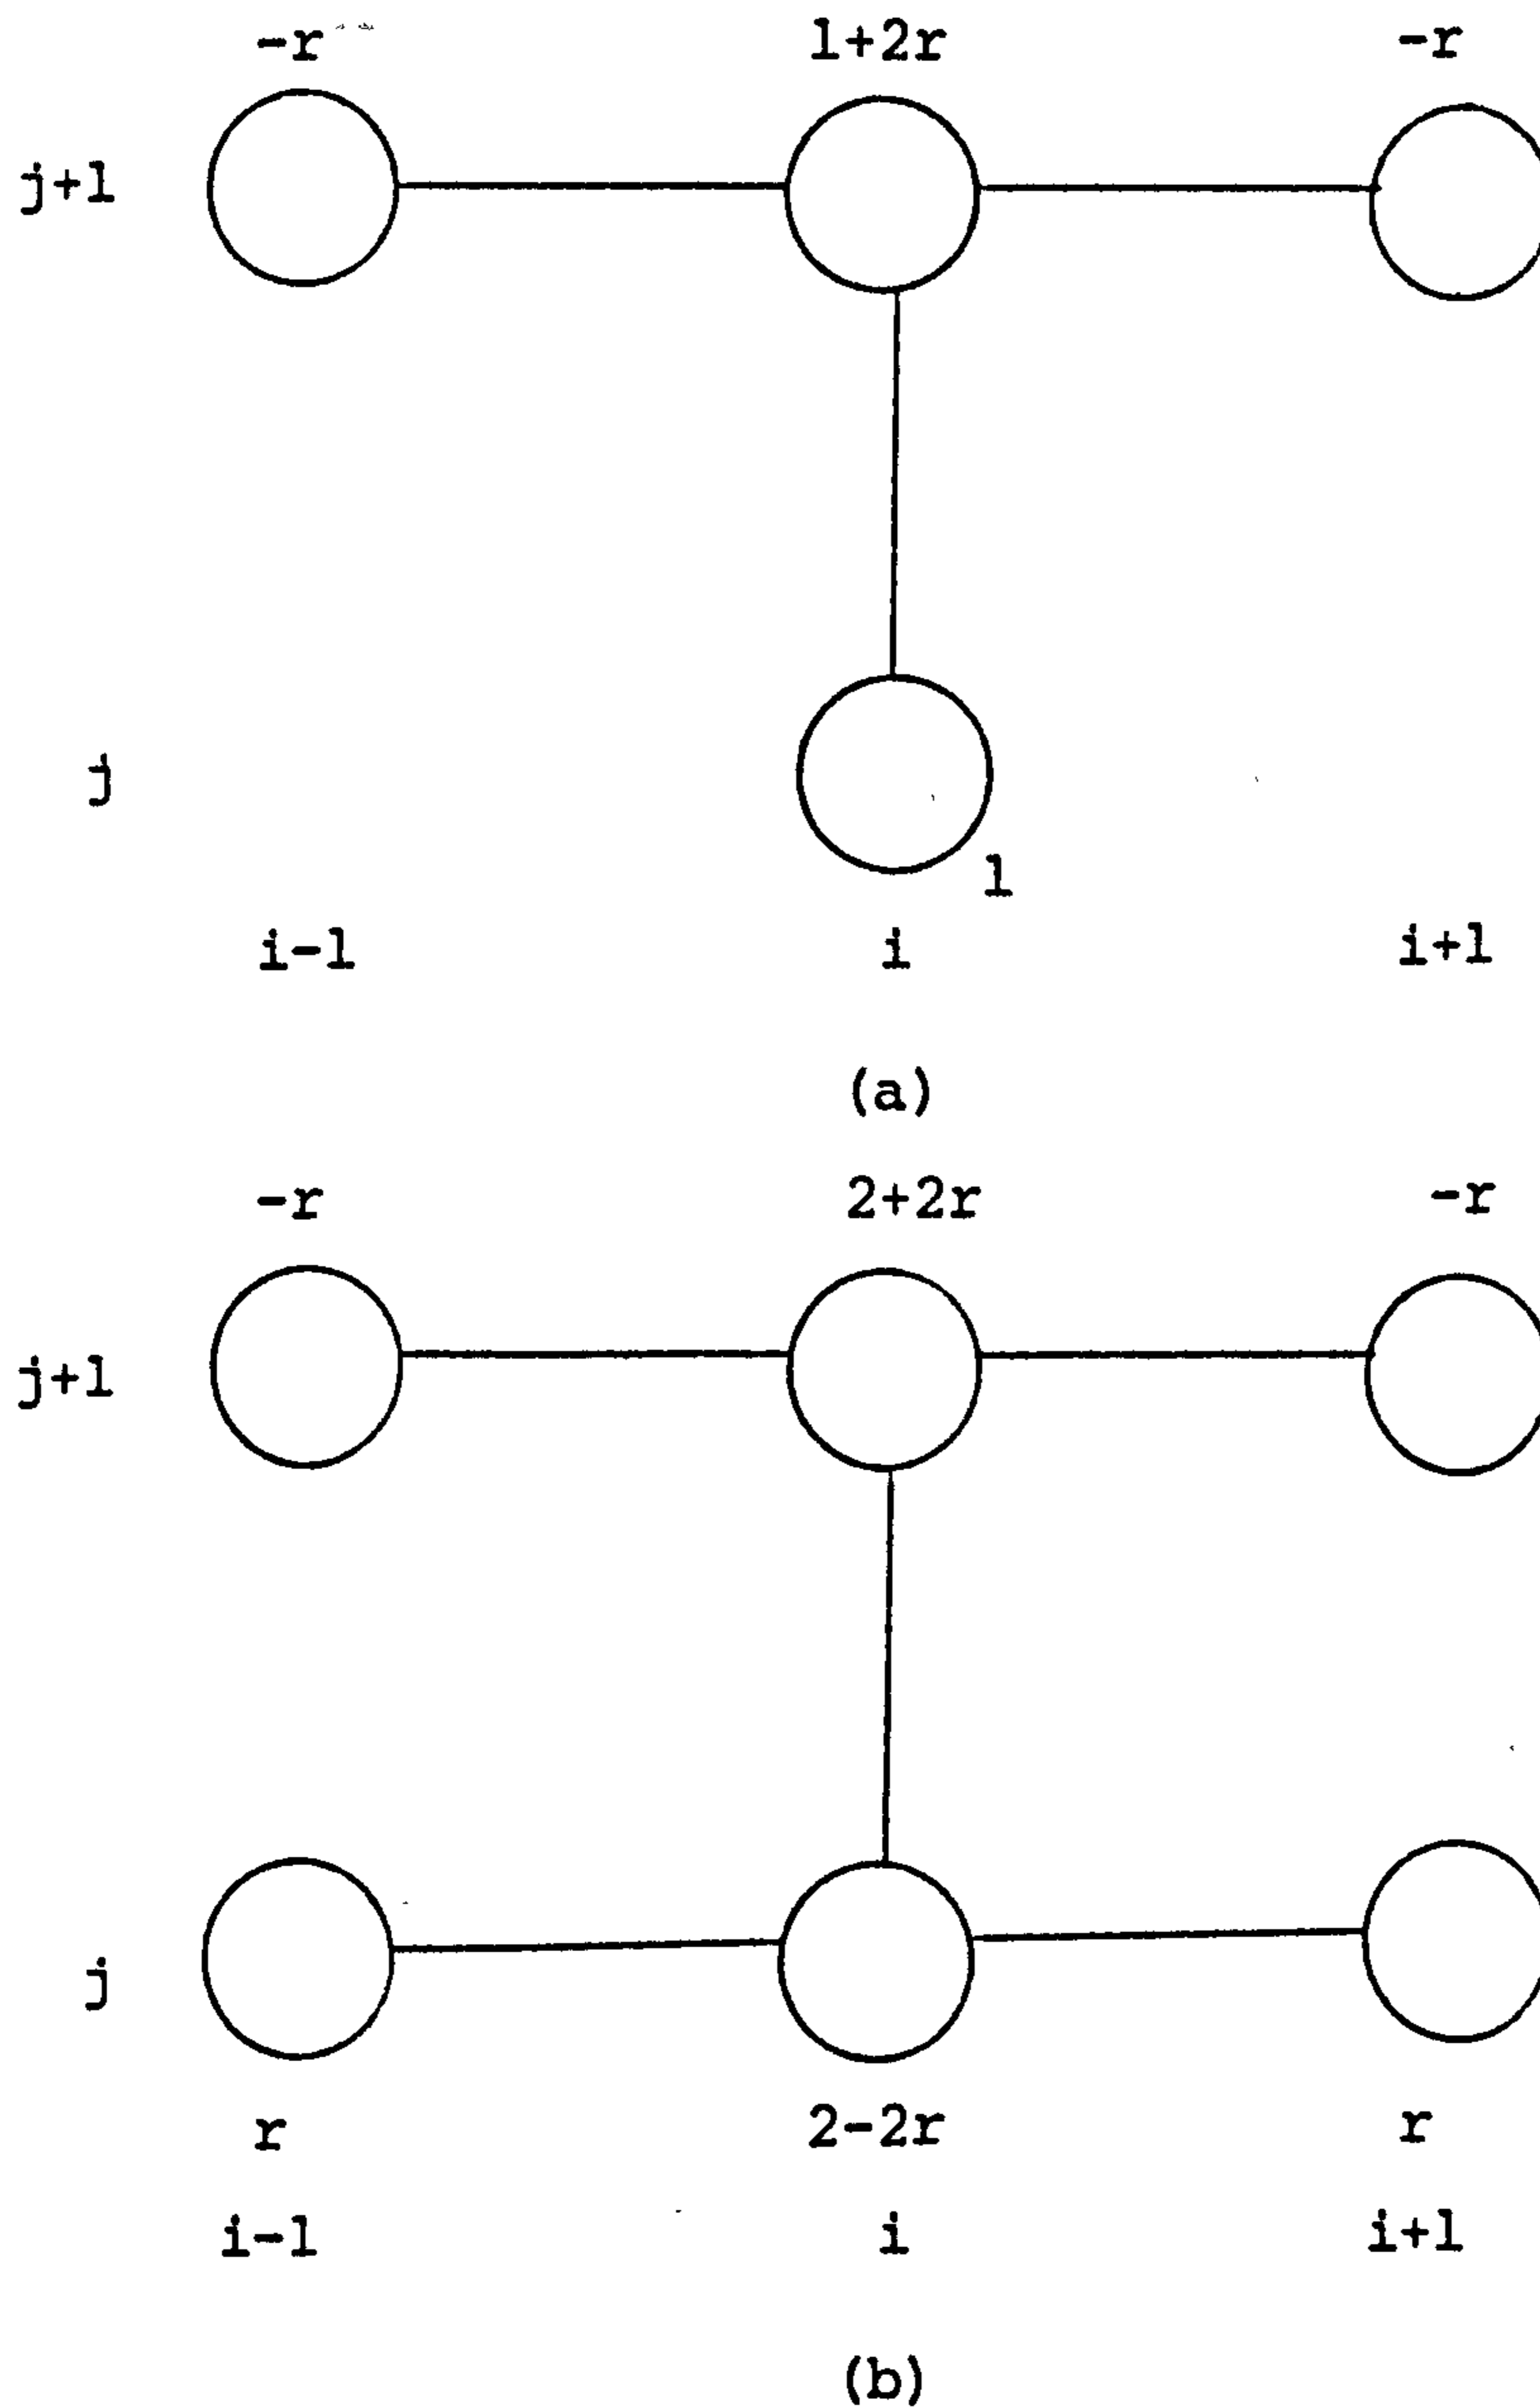 -r 1+2r -r
j+1
j
1
i-1 i i+1
(a)
-r 2+2r -r
j+1
j
r 2-2r r
i-1 i i+1
(b)